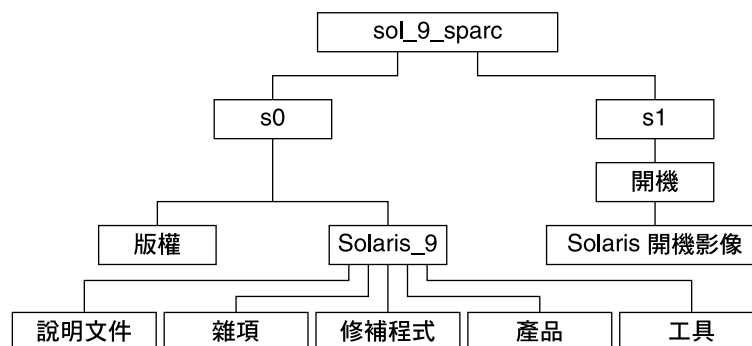 sol_9_sparc
s0
s1
開機
版權
Solaris_9
Solaris 開機影像
說明文件
雜項
修補程式
產品
工具